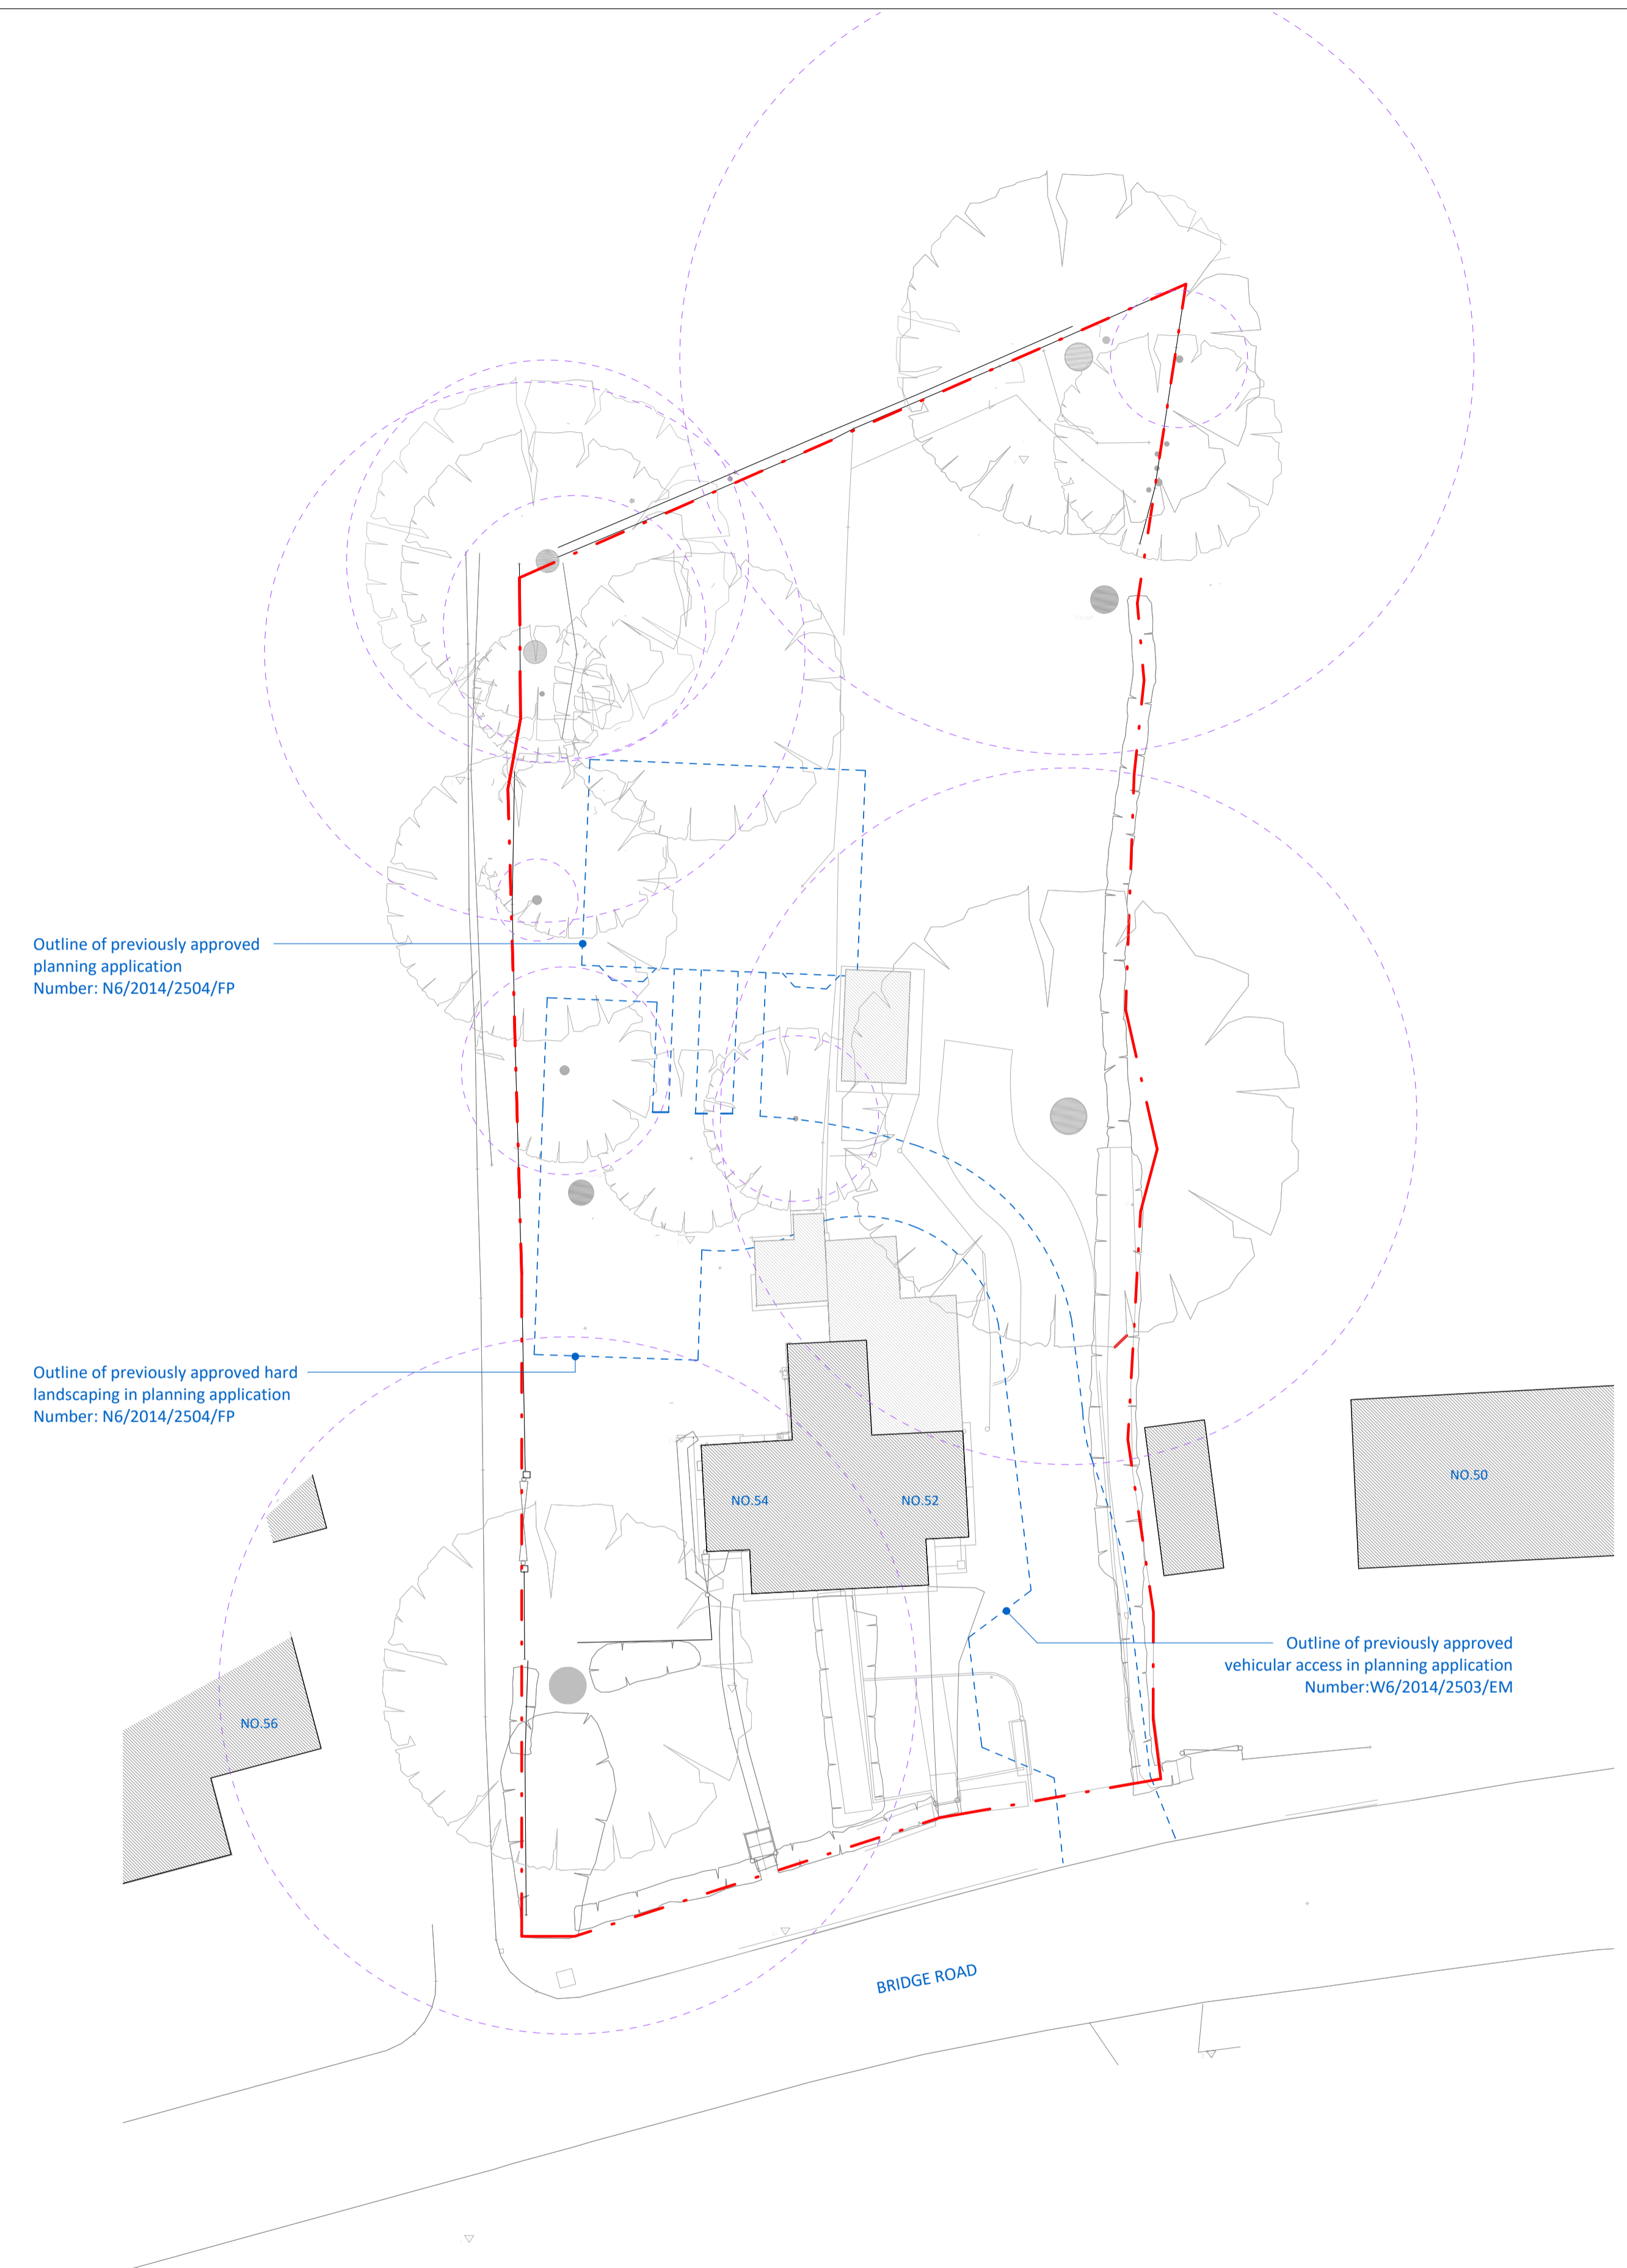 Outline of previously approved
planning application
Number: N6/2014/2504/FP
Outline of previously approved hard
landscaping in planning application
Number: N6/2014/2504/FP
NO.54
NO.52
NO.50
Outline of previously approved
vehicular access in planning application
Number:W6/2014/2503/EM
NO.56
BRIDGE ROAD